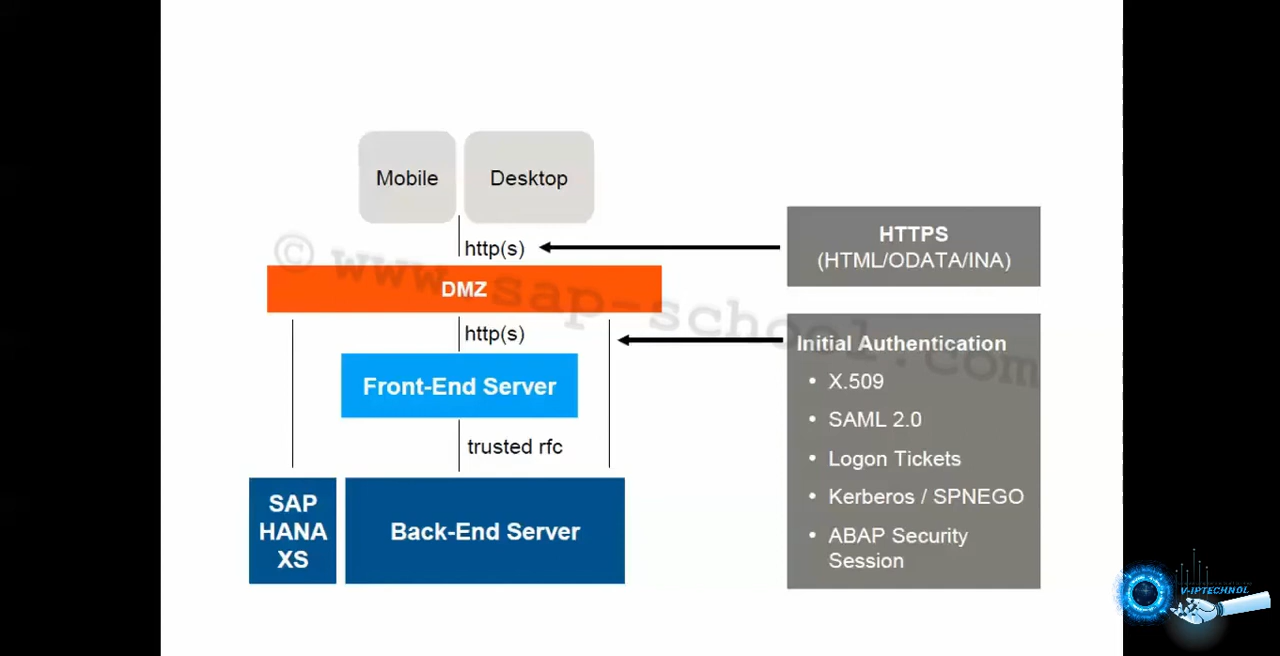 Mobile
Desktop
http(s)
HTTPS
(HTML/ODATA/INA)
© www.sap-school.com
DMZ
http(s)
Initial Authentication
• X.509
• SAML 2.0
• Logon Tickets
• Kerberos / SPNEGO
• ABAP Security
Session
Front-End Server
trusted rfc
SAP
HANA
XS
Back-End Server
V-IPTECHNOL